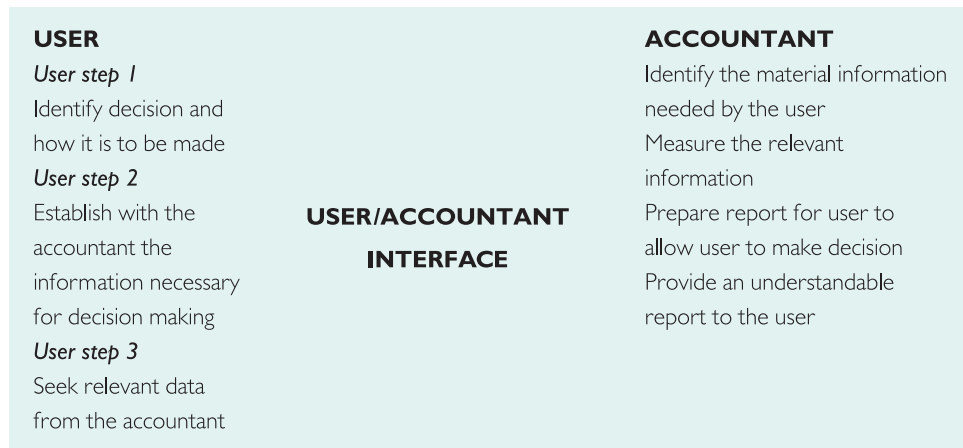 USER
User step 1
Identify decision and
how it is to be made
User step 2
Establish with the
accountant the
information necessary
for decision making
User step 3
Seek relevant data
from the accountant
USER/ACCOUNTANT
INTERFACE
ACCOUNTANT
Identify the material information
needed by the user
Measure the relevant
information
Prepare report for user to
allow user to make decision
Provide an understandable
report to the user